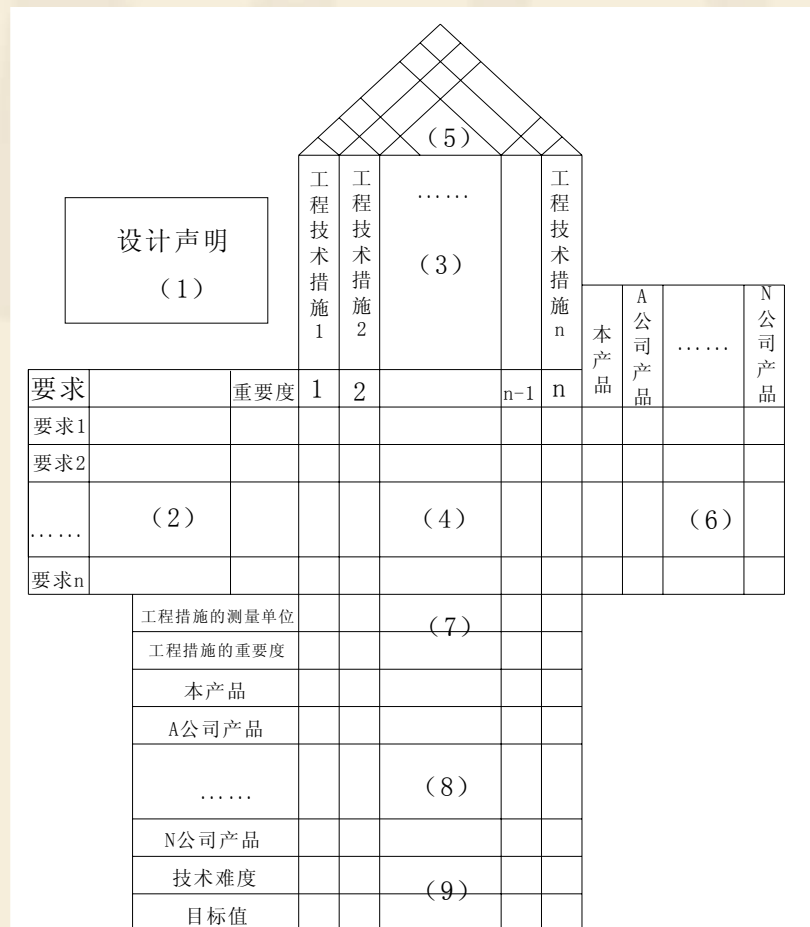 (5)
工程技术措施1
工程技术措施2
......
(3)
工程技术措施n
设计声明
(1)
本产品
A公司产品
......
N公司产品
要求
重要度
1
2
n-1
n
要求1
要求2
......
(2)
(4)
(6)
要求n
工程措施的测量单位
(7)
工程措施的重要度
本产品
A公司产品
......
(8)
N公司产品
技术难度
(9)
目标值